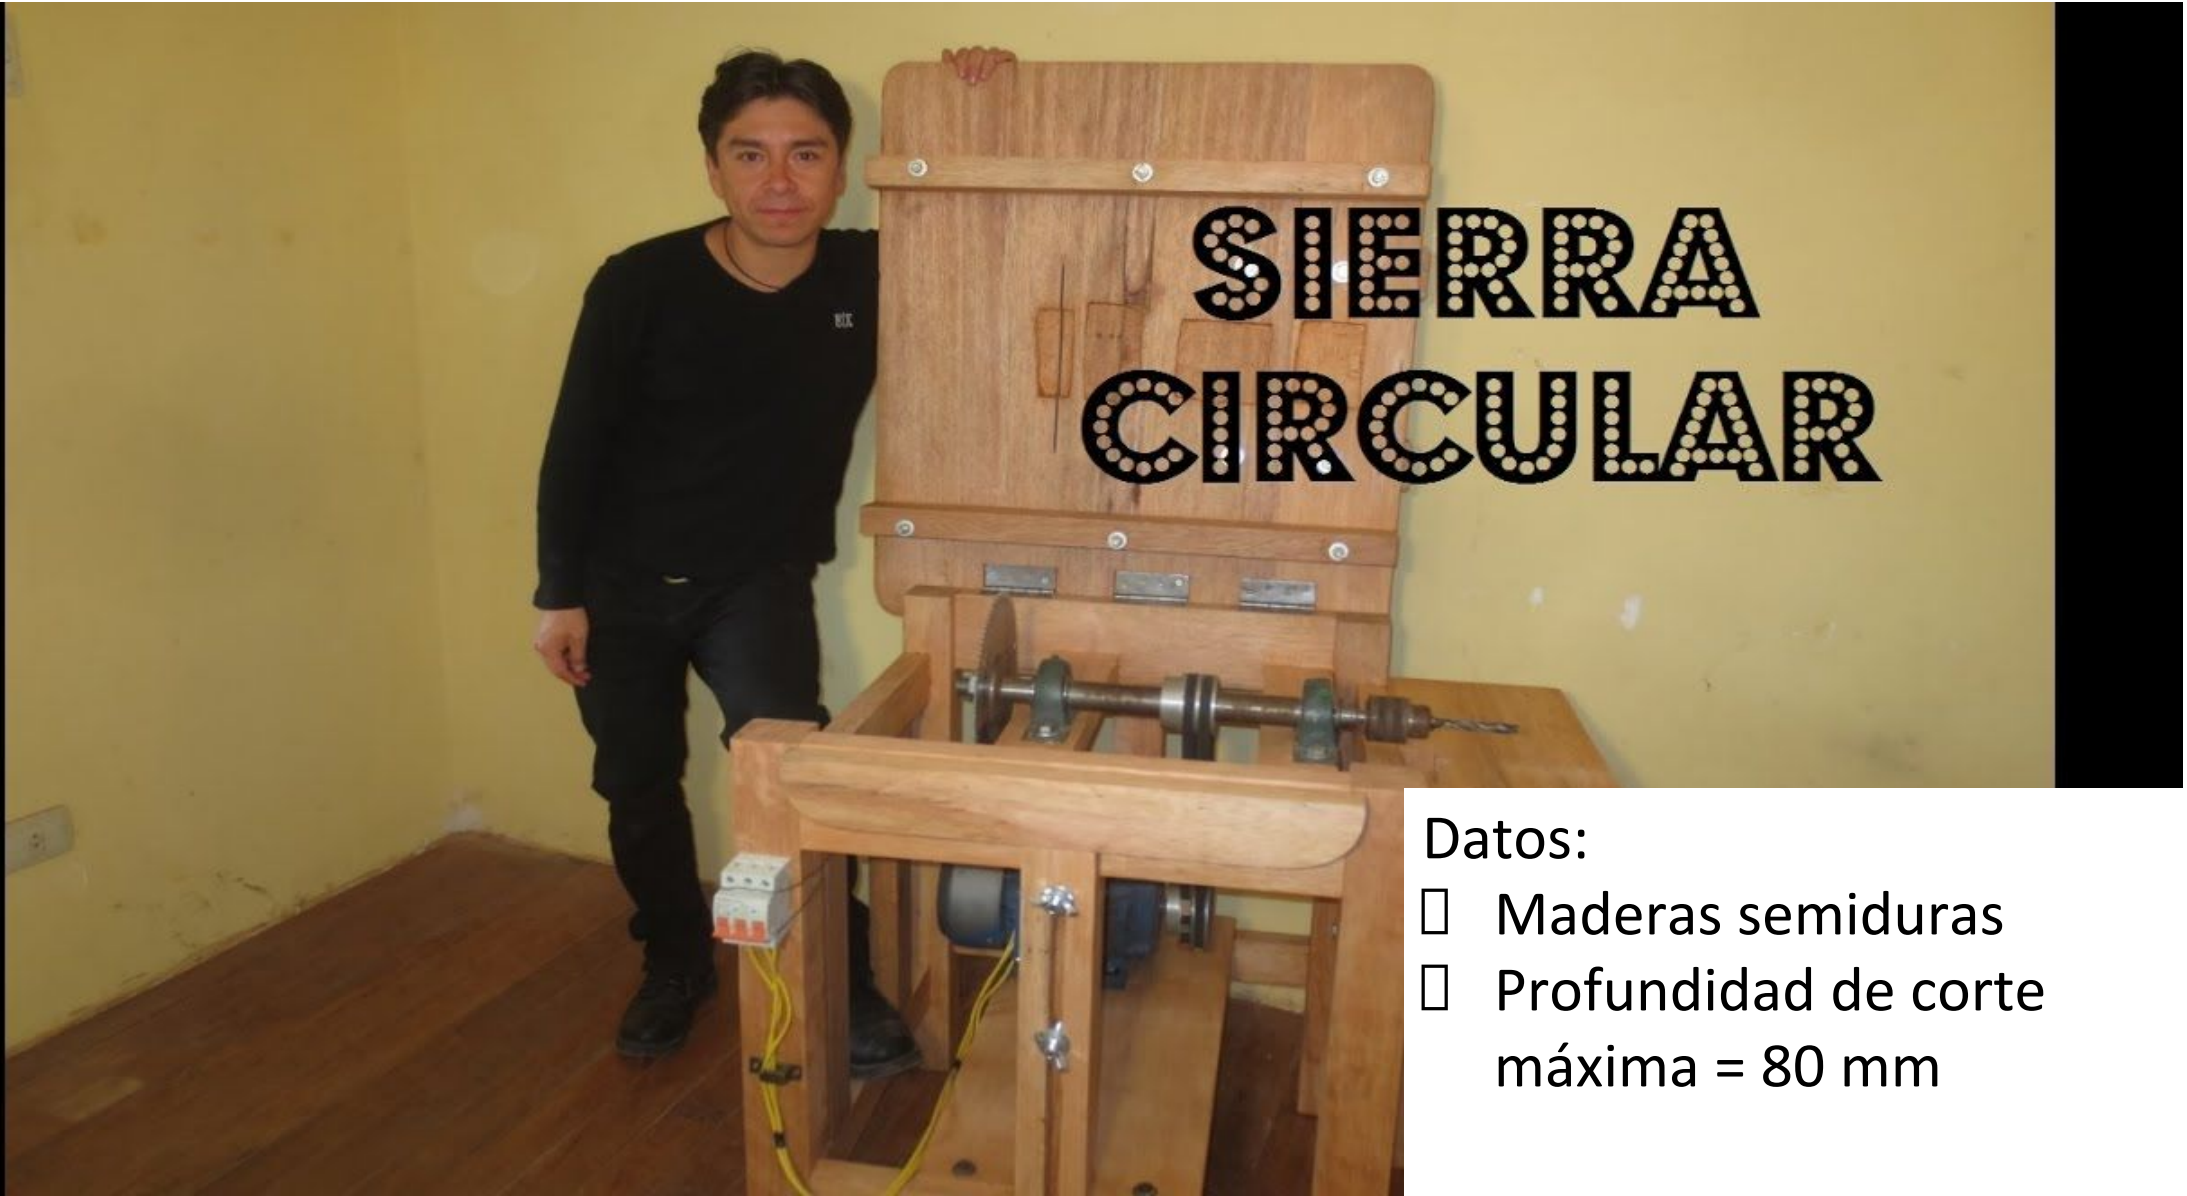 SIERRA
CIRCULAR
Datos:
Maderas semiduras
Profundidad de corte
máxima = 80 mm